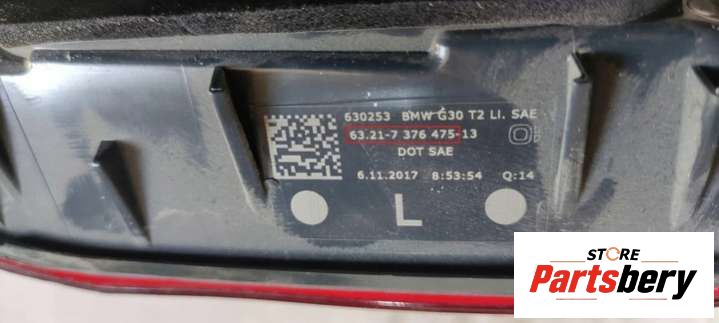 630253 BMW G30 T2 LI. SAE
63.21-7 376 475-13
DOT SAE
6.11.2017 8:53:54 Q:14
L
STORE
Partsbery